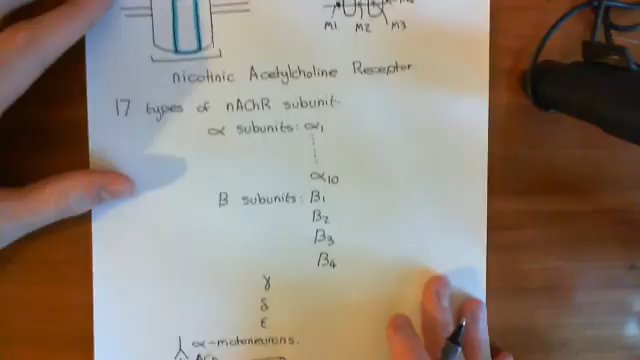 M1 M2 M3
nicotinic Acetylcholine Receptor
17 types of nAChR subunit.
α subunits: α1
α10
B subunits: β1
β2
β3
β4
γ
δ
ε
α-motoneurons.